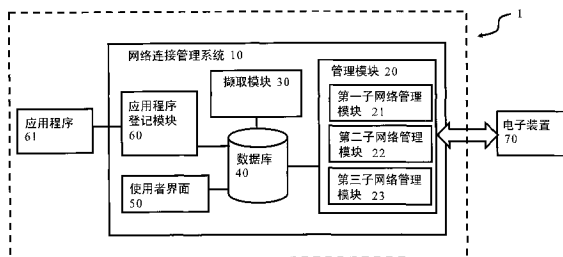 1
网络连接管理系统 10
撷取模块 30
管理模块 20
第一子网络管理
模块 21
第二子网络管理
模块 22
第三子网络管理
模块 23
应用程序
61
应用程序
登记模块
60
数据库
40
使用者界面
50
电子装置
70